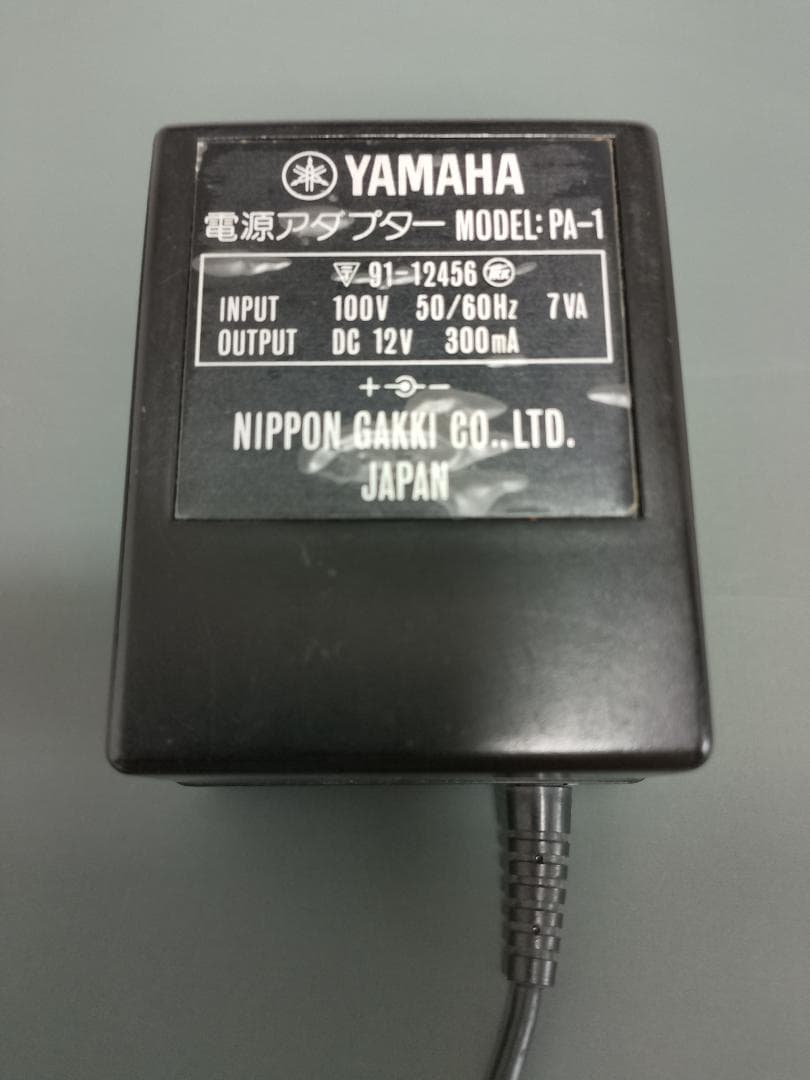 YAMAHA
電源アダプター MODEL: PA-1
91-12456
INPUT 100V 50/60Hz 7VA
OUTPUT DC 12V 300mA
+ -
NIPPON GAKKI CO., LTD.
JAPAN